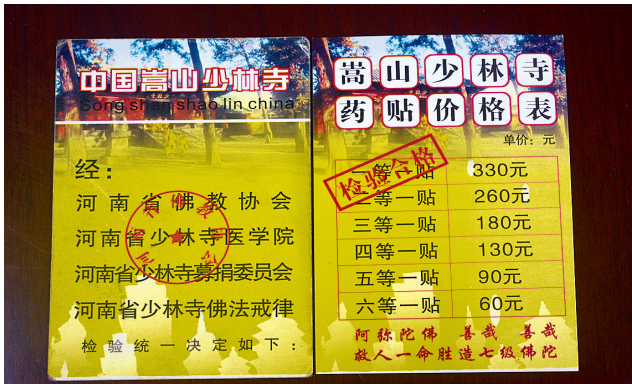 中国嵩山少林寺
Song shan shao lin china
经：
河南省佛教协会
河南省少林寺医学院
河南省少林寺募捐委员会
河南省少林寺佛法戒律
检验统一决定如下：
嵩山少林寺
药贴价格表
单价：元
一等一贴 330元
检验合格
二等一贴 260元
三等一贴 180元
四等一贴 130元
五等一贴 90元
六等一贴 60元
阿弥陀佛 善哉 善哉
救人一命胜造七级佛陀